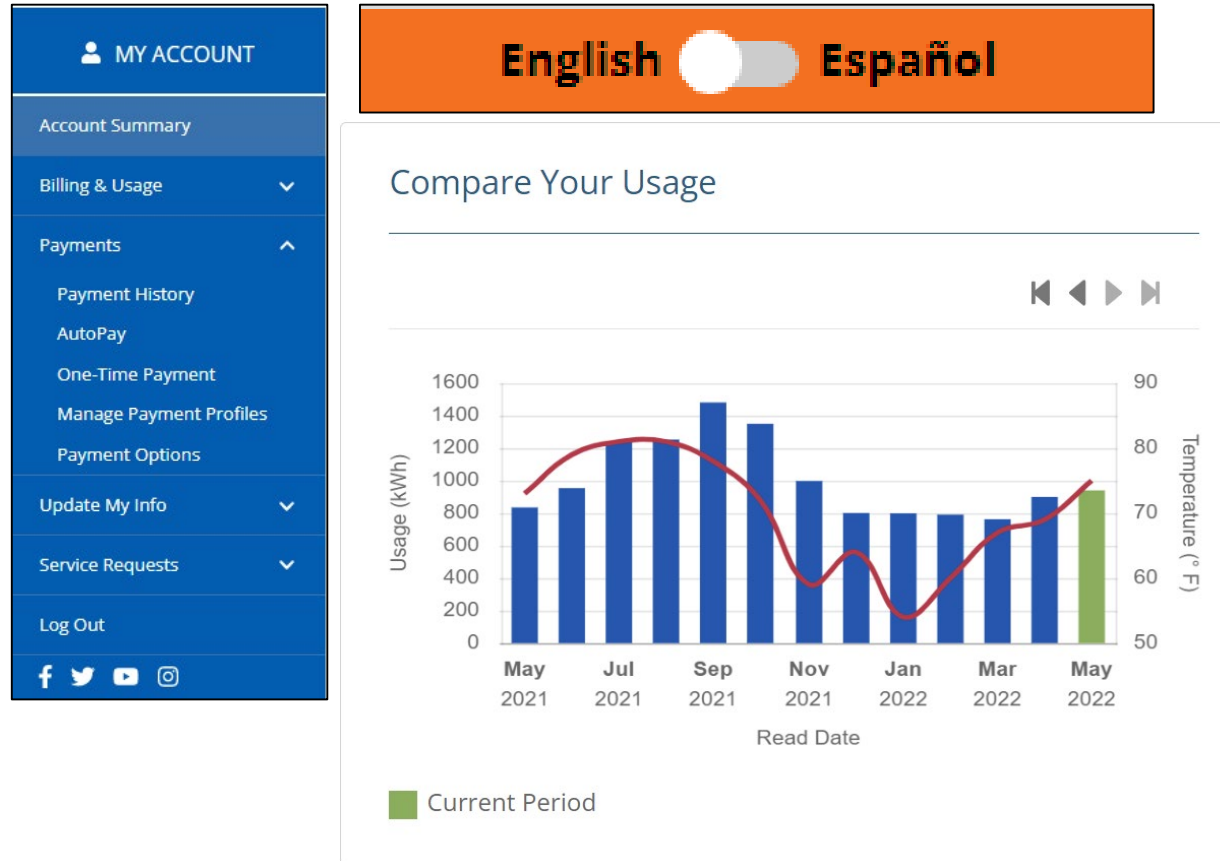 MY ACCOUNT
Account Summary
Billing & Usage
Payments
Payment History
AutoPay
One-Time Payment
Manage Payment Profiles
Payment Options
Update My Info
Service Requests
Log Out
English Español
Compare Your Usage
1600
1400
1200
1000
800
600
400
200
0
Usage (kWh)
90
80
70
60
50
Temperature (° F)
May Jul Sep Nov Jan Mar May
2021 2021 2021 2021 2022 2022 2022
Read Date
Current Period